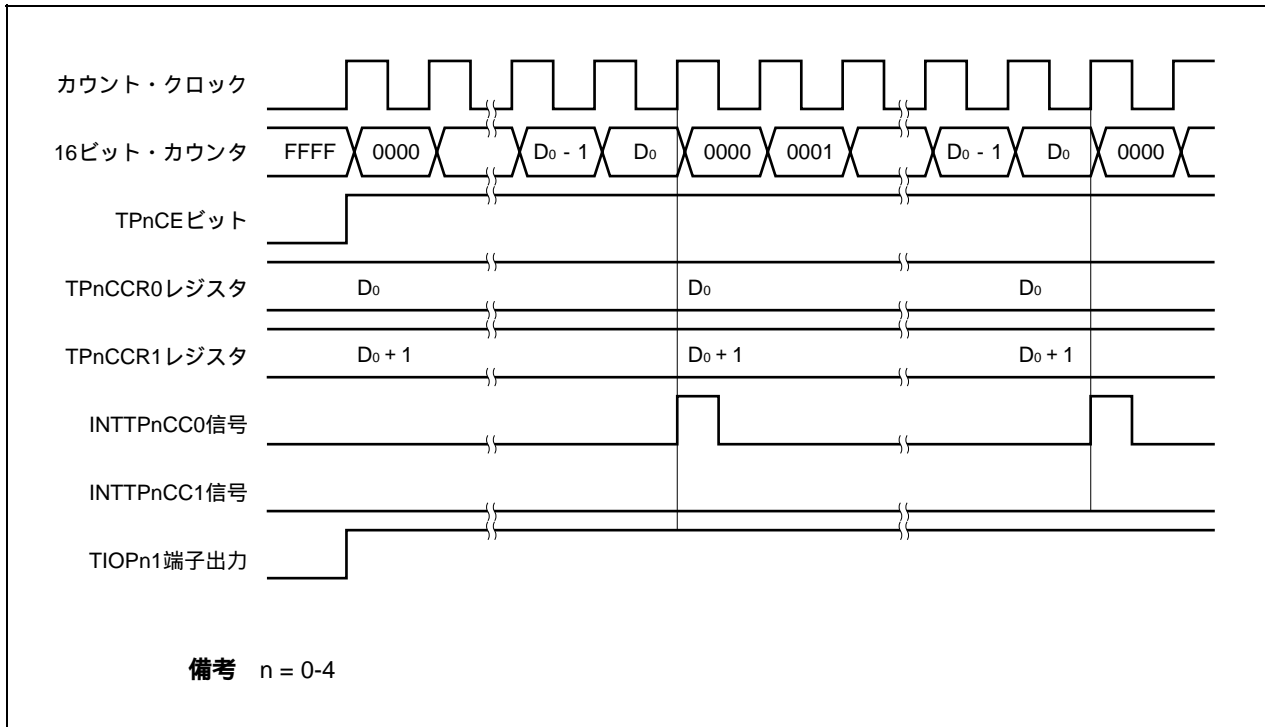 カウント・クロック
16ビット・カウンタ FFFF 0000 D₀ - 1 D₀ 0000 0001 D₀ - 1 D₀ 0000
TPnCEビット
TPnCCR0レジスタ D₀ D₀ D₀
TPnCCR1レジスタ D₀ + 1 D₀ + 1 D₀ + 1
INTTPnCC0信号
INTTPnCC1信号
TIOPn1端子出力
備考 n = 0-4